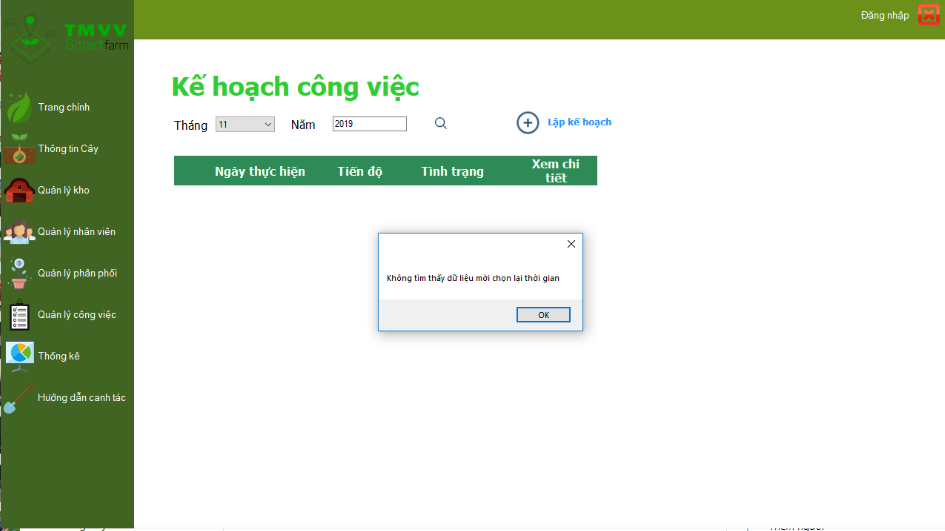 TMVV
Smartfarm
Đăng nhập
Trang chính
Thông tin Cây
Quản lý kho
Quản lý nhân viên
Quản lý phân phối
Quản lý công việc
Thống kê
Hướng dẫn canh tác
Kế hoạch công việc
Tháng 11 Năm 2019 Lập kế hoạch
Ngày thực hiện Tiến độ Tình trạng Xem chi
tiết
Không tìm thấy dữ liệu mời chọn lại thời gian
OK